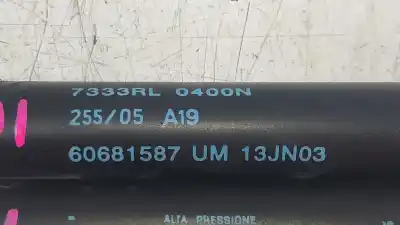 7333RL 0400N
255/05 A19
60681587 UM 13JN03
ALTA PRESSIONE